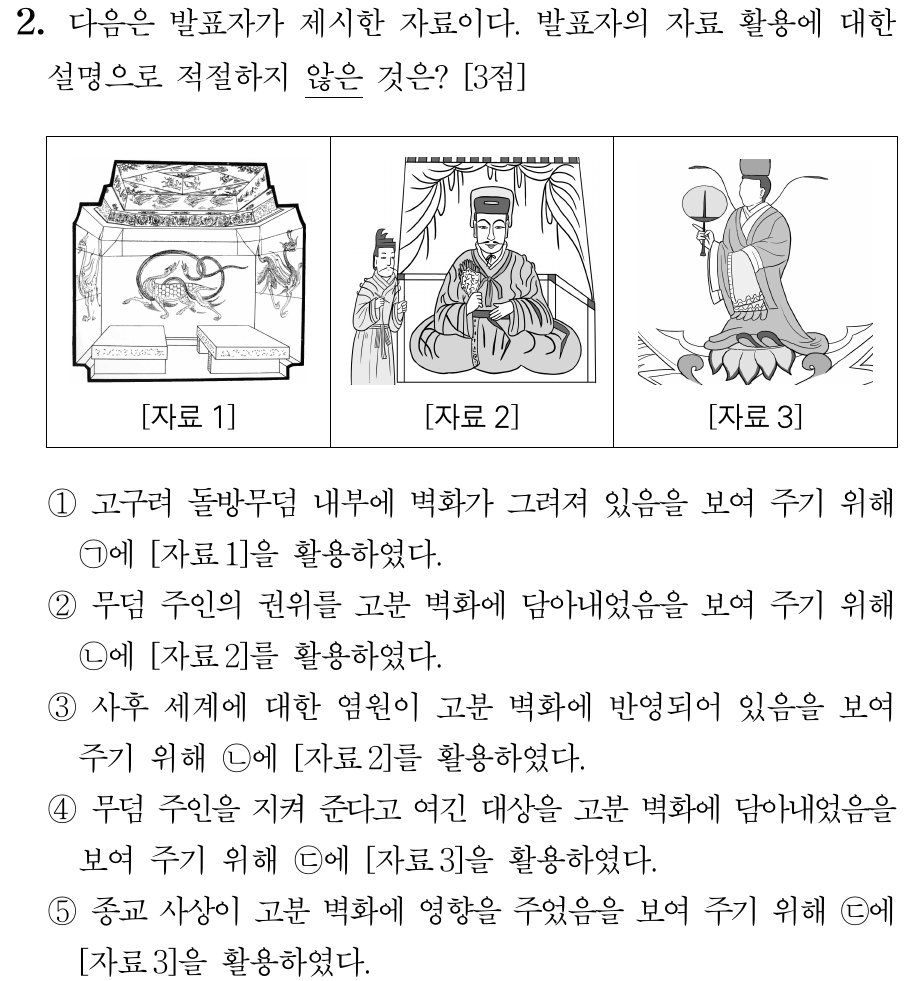 2. 다음은 발표자가 제시한 자료이다. 발표자의 자료 활용에 대한
설명으로 적절하지 않은 것은? [3점]
[자료 1]
[자료 2]
[자료 3]
① 고구려 돌방무덤 내부에 벽화가 그려져 있음을 보여 주기 위해
㉠에 [자료 1]을 활용하였다.
② 무덤 주인의 권위를 고분 벽화에 담아내었음을 보여 주기 위해
㉡에 [자료 2]를 활용하였다.
③ 사후 세계에 대한 염원이 고분 벽화에 반영되어 있음을 보여
주기 위해 ㉡에 [자료 2]를 활용하였다.
④ 무덤 주인을 지켜 준다고 여긴 대상을 고분 벽화에 담아내었음을
보여 주기 위해 ㉢에 [자료 3]을 활용하였다.
⑤ 종교 사상이 고분 벽화에 영향을 주었음을 보여 주기 위해 ㉢에
[자료 3]을 활용하였다.